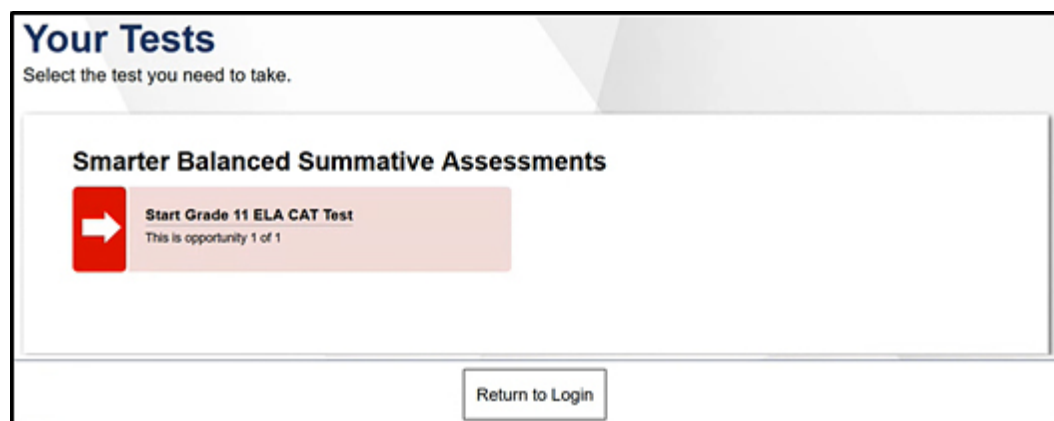 Your Tests
Select the test you need to take.
Smarter Balanced Summative Assessments
Start Grade 11 ELA CAT Test
This is opportunity 1 of 1
Return to Login